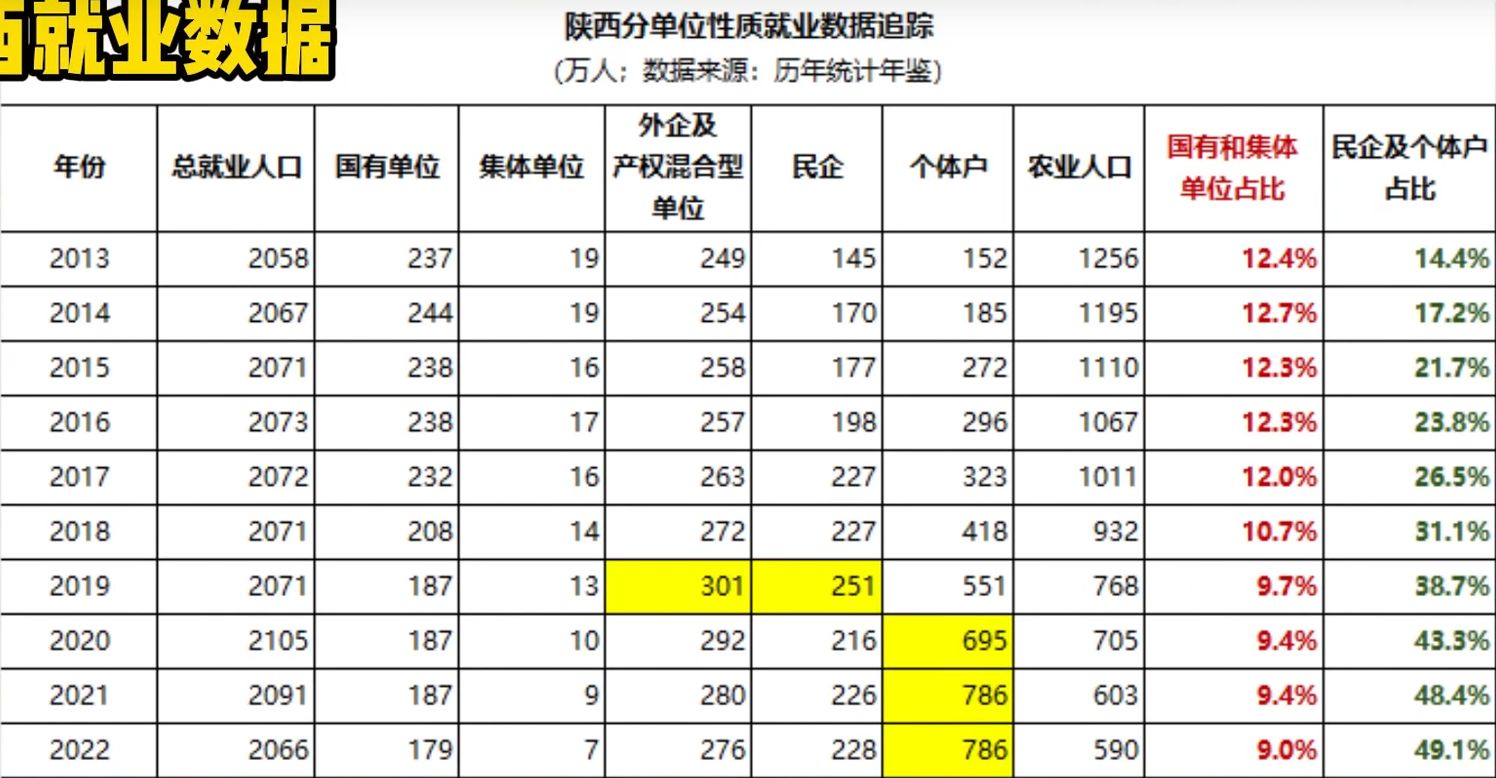 西就业数据
陕西分单位性质就业数据追踪
(万人；数据来源：历年统计年鉴)
年份 总就业人口 国有单位 集体单位 外企及产权混合型单位 民企 个体户 农业人口 国有和集体单位占比 民企及个体户占比
2013 2058 237 19 249 145 152 1256 12.4% 14.4%
2014 2067 244 19 254 170 185 1195 12.7% 17.2%
2015 2071 238 16 258 177 272 1110 12.3% 21.7%
2016 2073 238 17 257 198 296 1067 12.3% 23.8%
2017 2072 232 16 263 227 323 1011 12.0% 26.5%
2018 2071 208 14 272 227 418 932 10.7% 31.1%
2019 2071 187 13 301 251 551 768 9.7% 38.7%
2020 2105 187 10 292 216 695 705 9.4% 43.3%
2021 2091 187 9 280 226 786 603 9.4% 48.4%
2022 2066 179 7 276 228 786 590 9.0% 49.1%